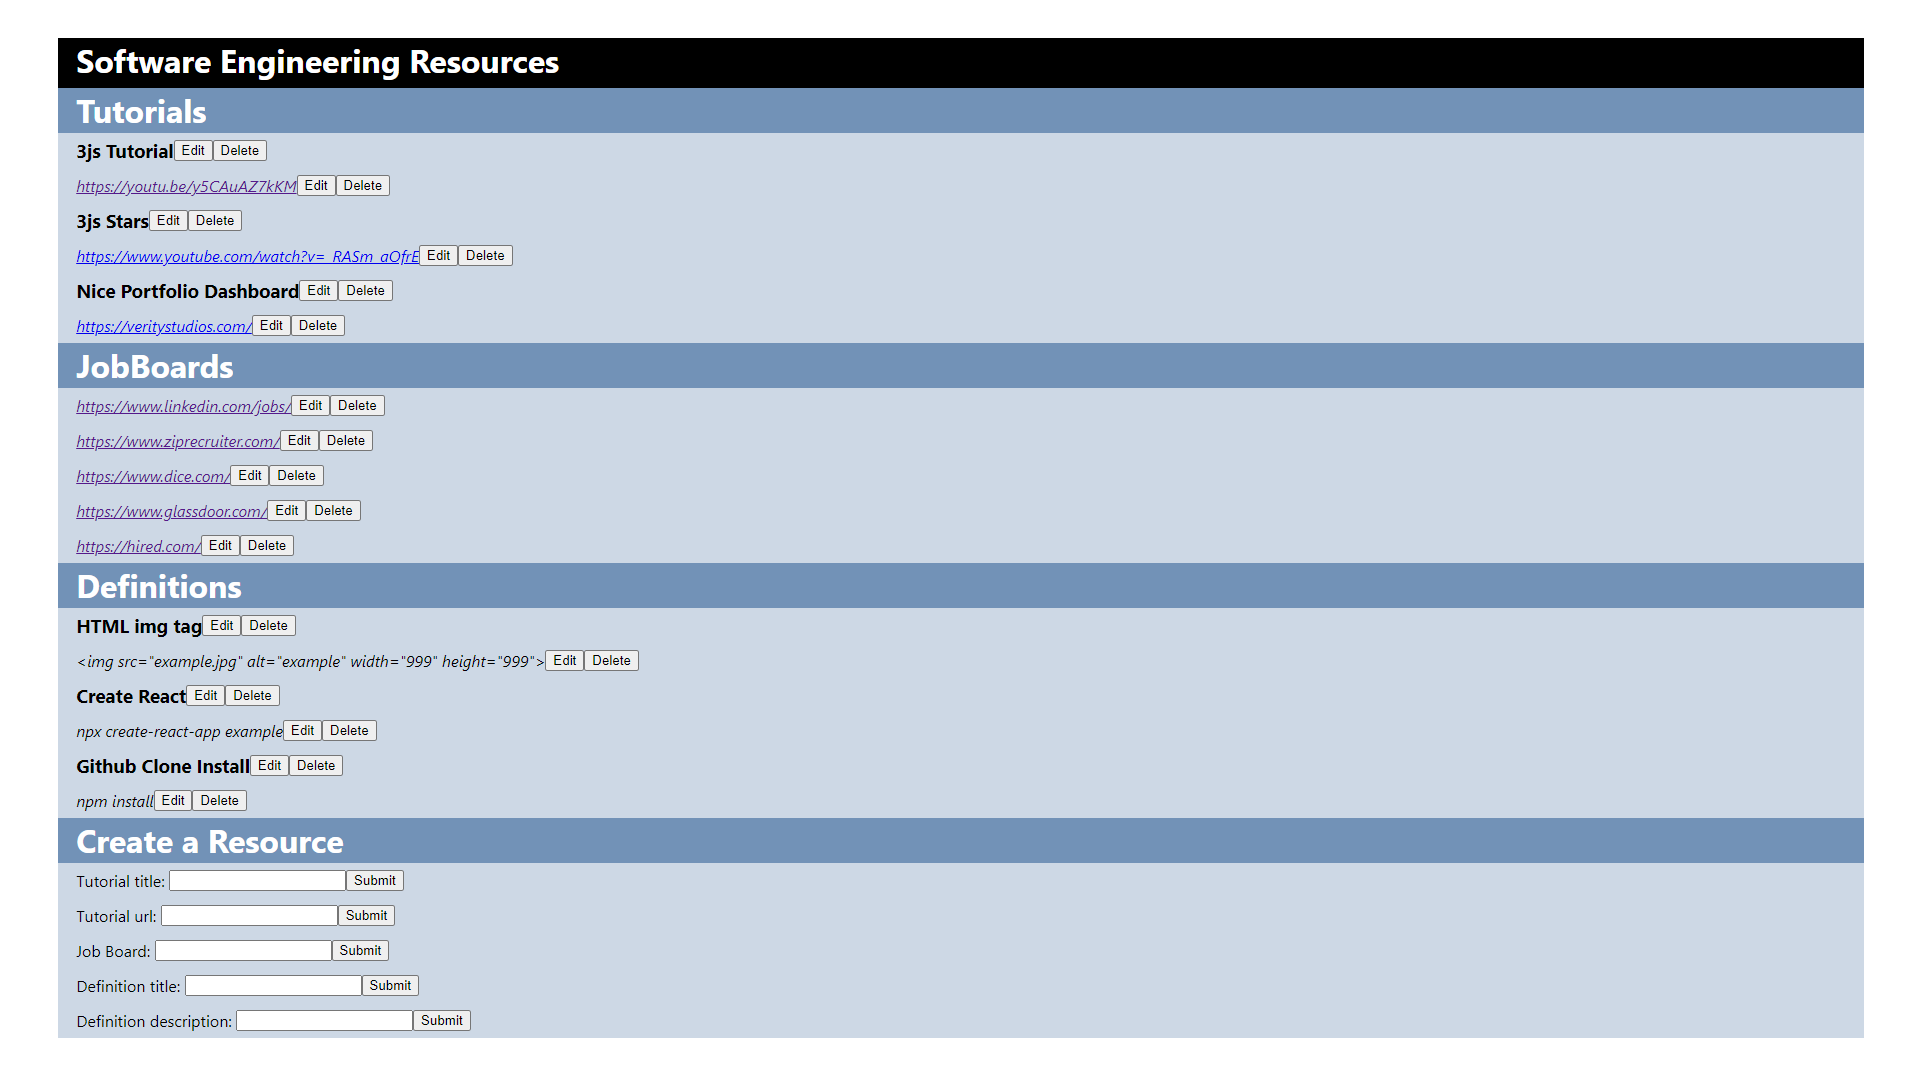 Software Engineering Resources
Tutorials
3js Tutorial Edit Delete
https://youtu.be/y5CAuAZ7kKM Edit Delete
3js Stars Edit Delete
https://www.youtube.com/watch?v=_RASm_aOfrE Edit Delete
Nice Portfolio Dashboard Edit Delete
https://veritystudios.com/ Edit Delete
JobBoards
https://www.linkedin.com/jobs/ Edit Delete
https://www.ziprecruiter.com/ Edit Delete
https://www.dice.com/ Edit Delete
https://www.glassdoor.com/ Edit Delete
https://hired.com/ Edit Delete
Definitions
HTML img tag Edit Delete
<img src="example.jpg" alt="example" width="999" height="999"> Edit Delete
Create React Edit Delete
npx create-react-app example Edit Delete
Github Clone Install Edit Delete
npm install Edit Delete
Create a Resource
Tutorial title: Submit
Tutorial url: Submit
Job Board: Submit
Definition title: Submit
Definition description: Submit